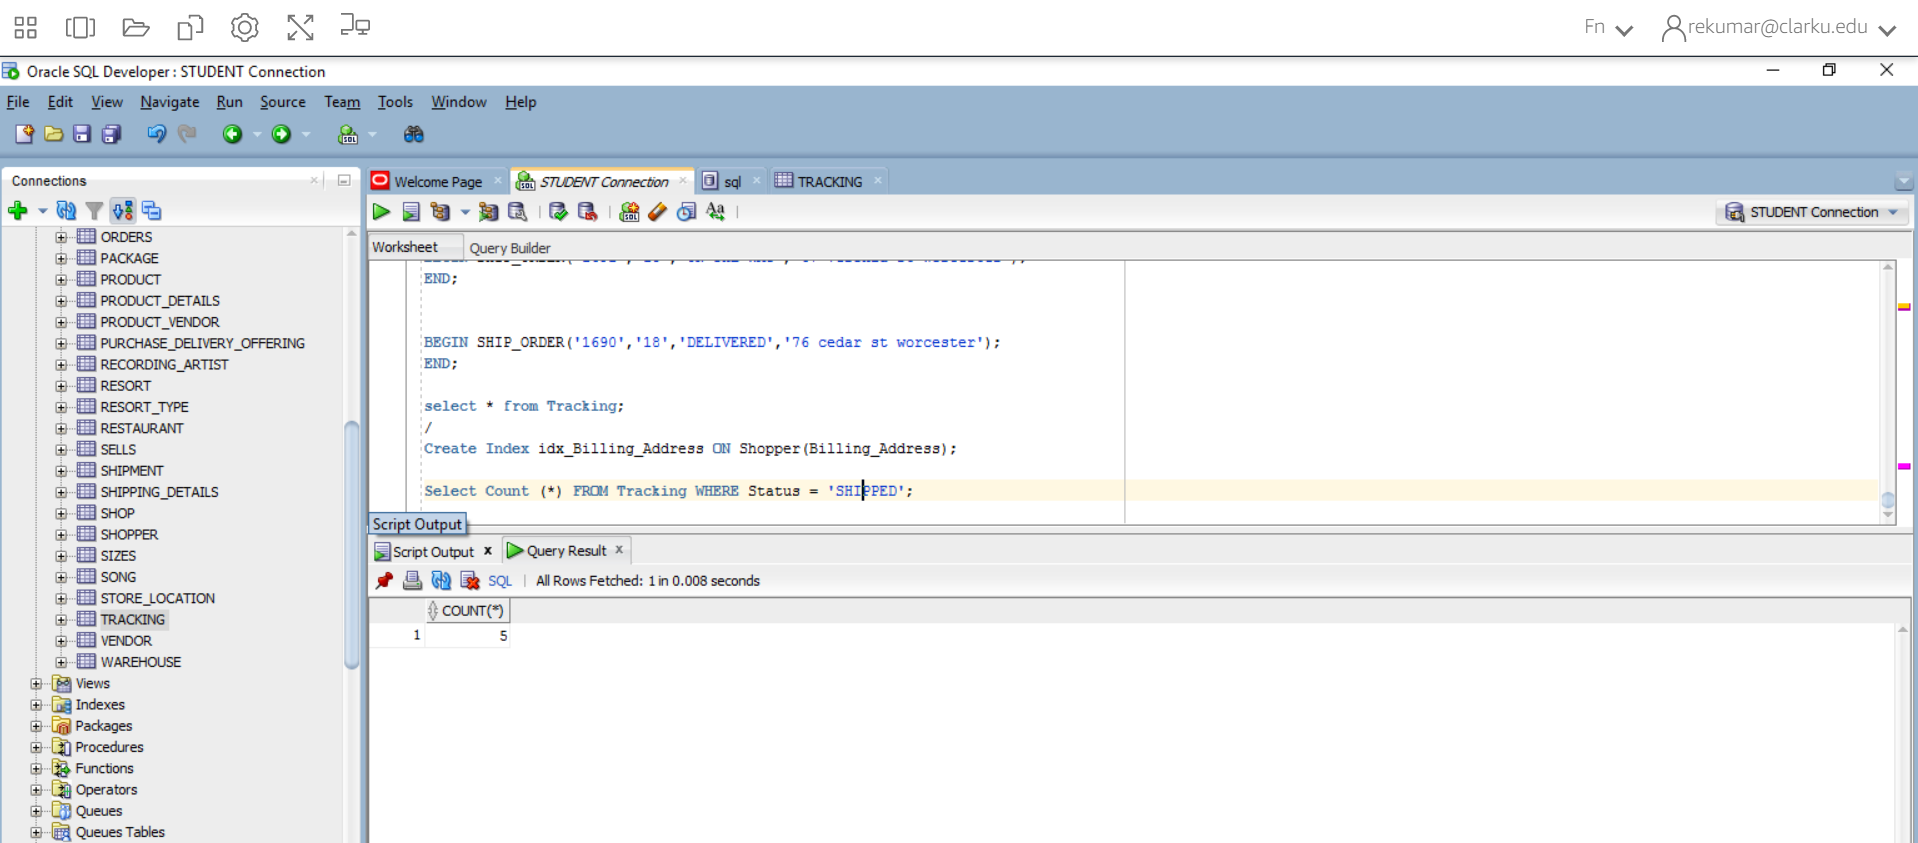 Fn
rekumar@clarku.edu
Oracle SQL Developer : STUDENT Connection
File Edit View Navigate Run Source Team Tools Window Help
Connections
Welcome Page
STUDENT Connection
sql
TRACKING
STUDENT Connection
Worksheet
Query Builder
ORDERS
PACKAGE
PRODUCT
PRODUCT_DETAILS
PRODUCT_VENDOR
PURCHASE_DELIVERY_OFFERING
RECORDING_ARTIST
RESORT
RESORT_TYPE
RESTAURANT
SELLS
SHIPMENT
SHIPPING_DETAILS
SHOP
SHOPPER
SIZES
SONG
STORE_LOCATION
TRACKING
VENDOR
WAREHOUSE
Views
Indexes
Packages
Procedures
Functions
Operators
Queues
Queues Tables
END;
BEGIN SHIP_ORDER('1690','18','DELIVERED','76 cedar st worcester');
END;
select * from Tracking;
/
Create Index idx_Billing_Address ON Shopper(Billing_Address);
Select Count (*) FROM Tracking WHERE Status = 'SHIPPED';
Script Output
Script Output x
Query Result x
SQL | All Rows Fetched: 1 in 0.008 seconds
COUNT(*)
1 5